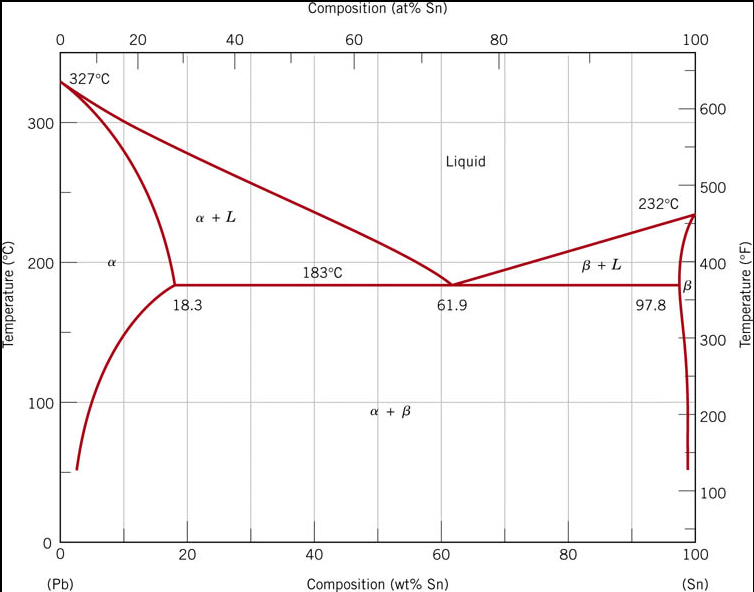 Composition (at% Sn)
0 20 40 60 80 100
327°C
300
600
Liquid
500
232°C
α + L
α
200
183°C
β + L
400
β
18.3
61.9
97.8
Temperature (°C)
Temperature (°F)
300
100
α + β
200
100
0
0 20 40 60 80 100
(Pb)
Composition (wt% Sn)
(Sn)